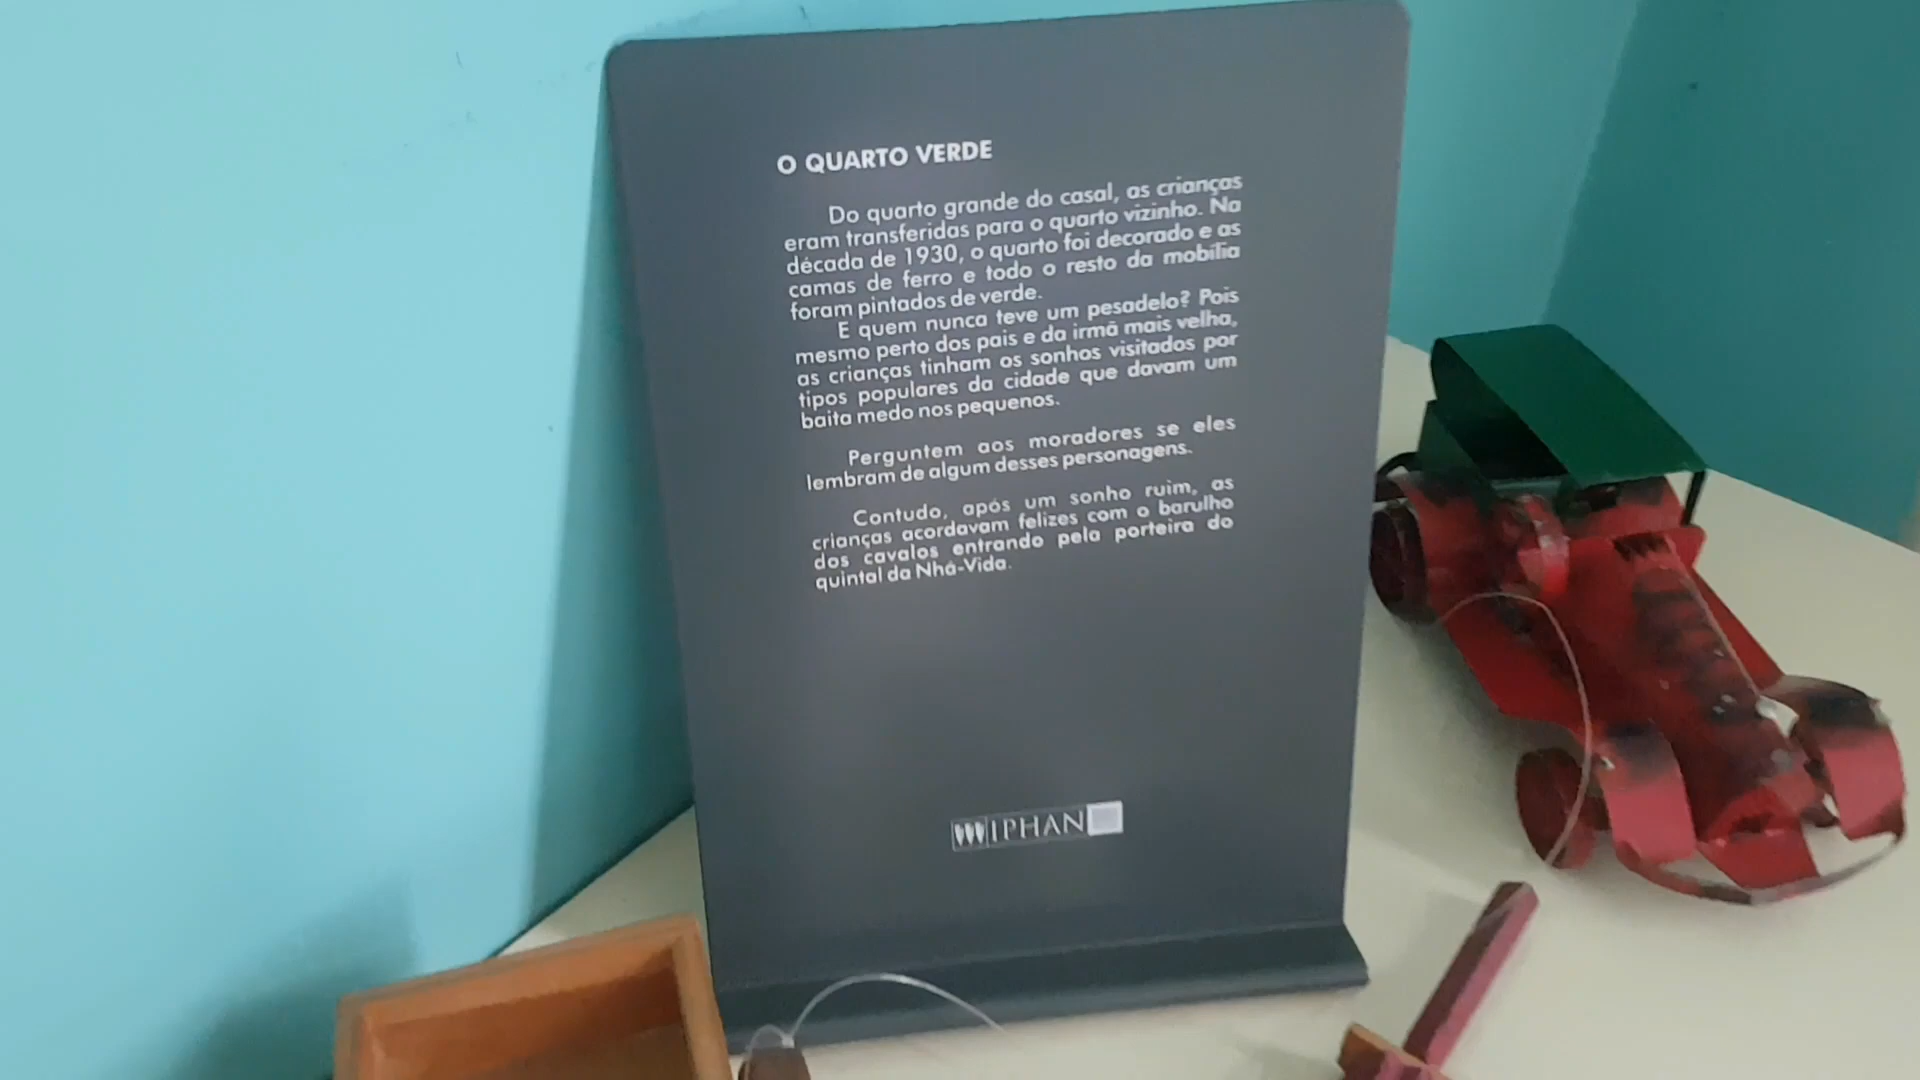 O QUARTO VERDE
Do quarto grande do casal, as crianças
eram transferidas para o quarto vizinho. Na
década de 1930, o quarto foi decorado e as
camas de ferro e todo o resto da mobília
foram pintados de verde.
E quem nunca teve um pesadelo? Pois
mesmo perto dos pais e da irmã mais velha,
as crianças tinham os sonhos visitados por
tipos populares da cidade que davam um
baita medo nos pequenos.
Perguntem aos moradores se eles
lembram de algum desses personagens.
Contudo, após um sonho ruim, as
crianças acordavam felizes com o barulho
dos cavalos entrando pela porteira do
quintal da Nhá-Vida.
IPHAN